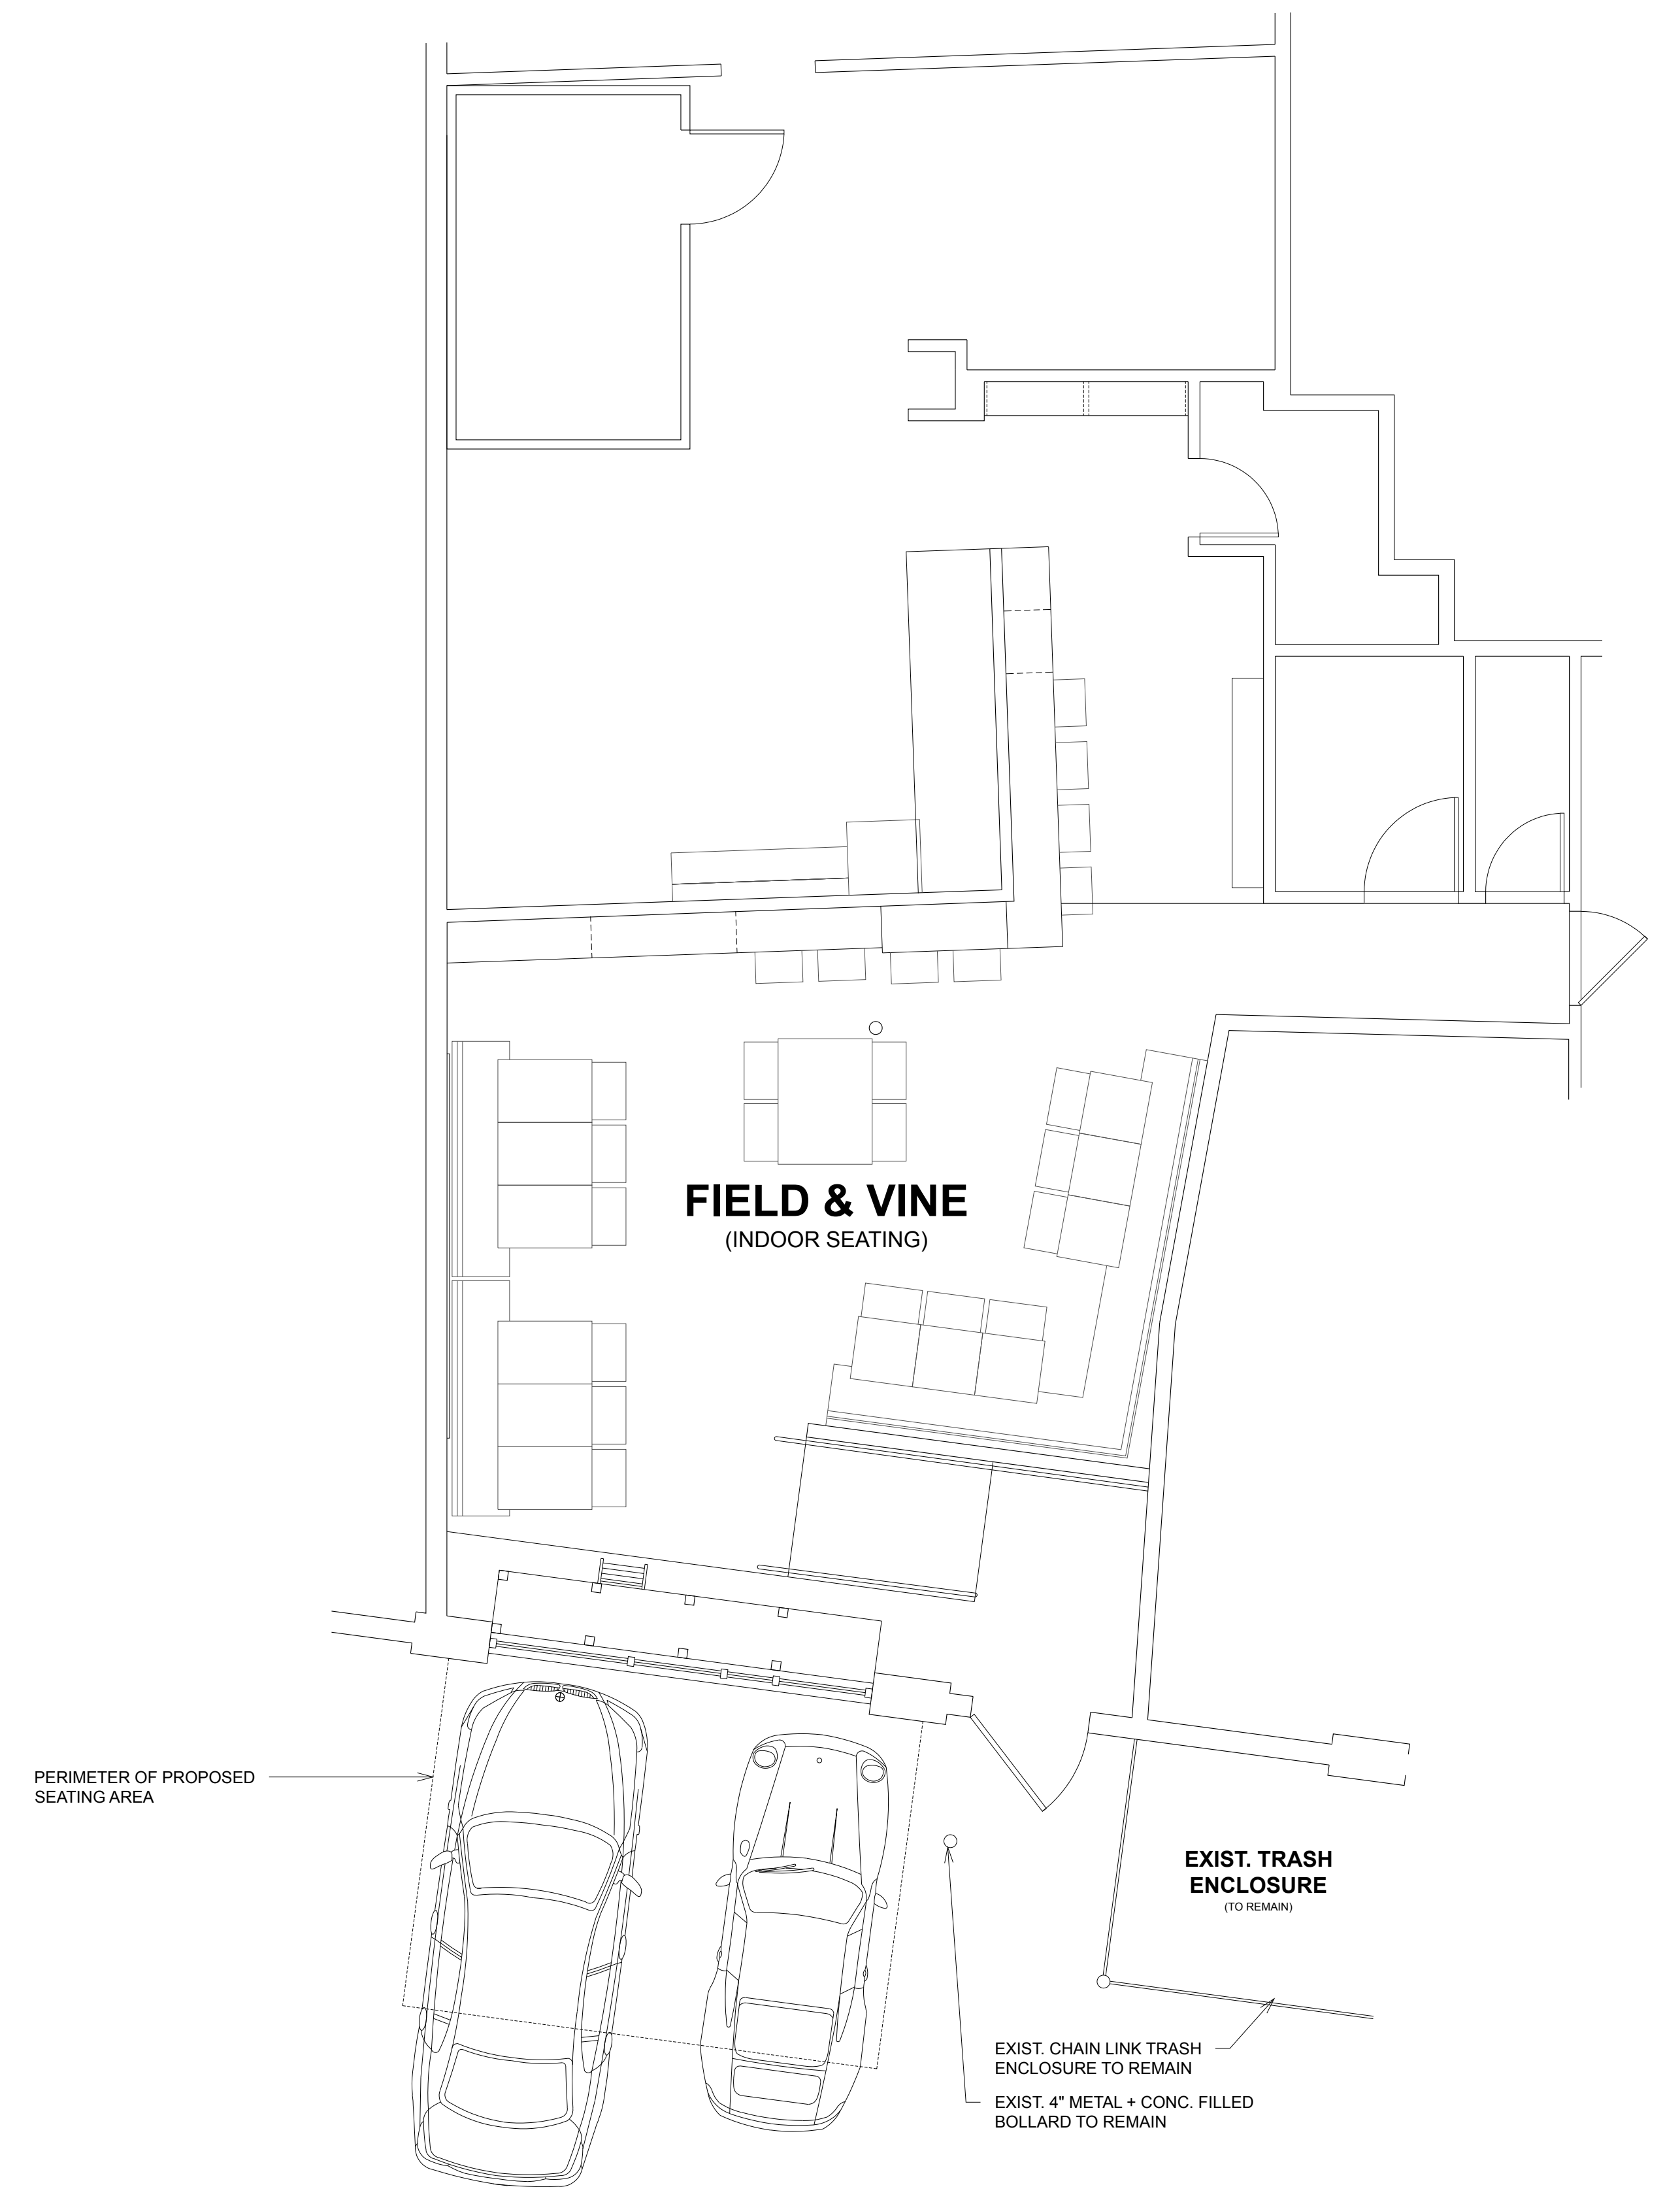 FIELD & VINE
(INDOOR SEATING)
PERIMETER OF PROPOSED
SEATING AREA
EXIST. TRASH
ENCLOSURE
(TO REMAIN)
EXIST. CHAIN LINK TRASH
ENCLOSURE TO REMAIN
EXIST. 4" METAL + CONC. FILLED
BOLLARD TO REMAIN